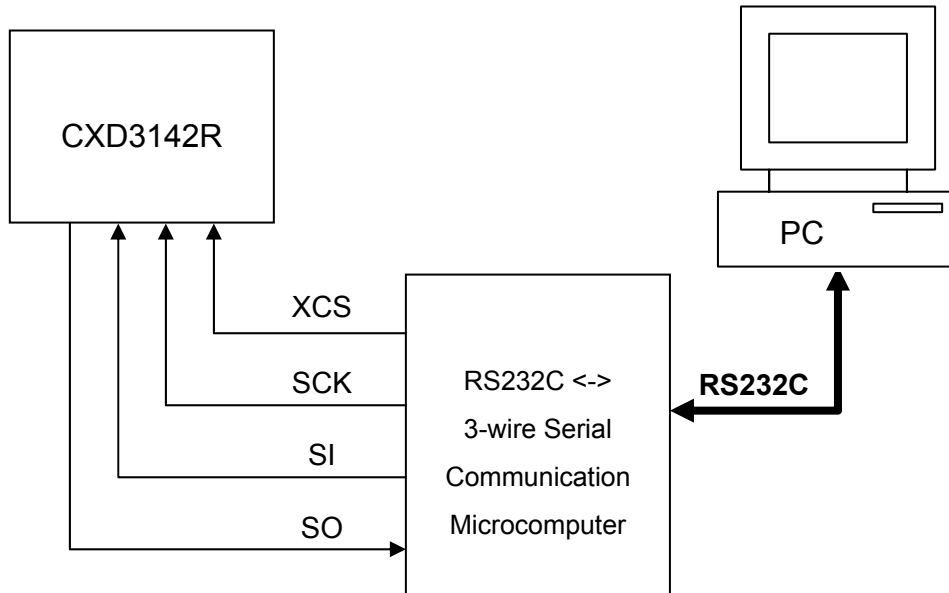 CXD3142R
PC
XCS
SCK
SI
SO
RS232C <->
3-wire Serial
Communication
Microcomputer
RS232C